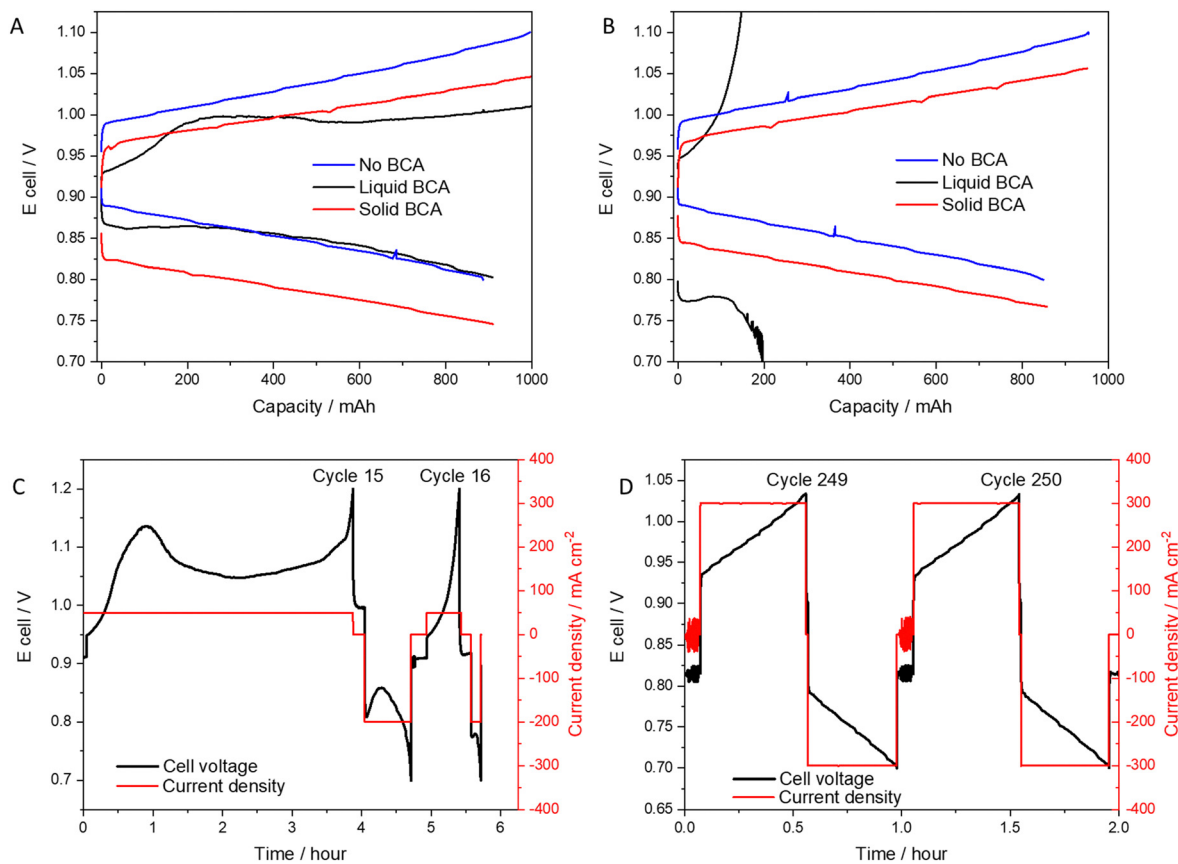 A
1.10
1.05
1.00
0.95
0.90
0.85
0.80
0.75
0.70
E cell / V
No BCA
Liquid BCA
Solid BCA
0
200
400
600
800
1000
Capacity / mAh
B
1.10
1.05
1.00
0.95
0.90
0.85
0.80
0.75
0.70
E cell / V
No BCA
Liquid BCA
Solid BCA
0
200
400
600
800
1000
Capacity / mAh
C
Cycle 15
Cycle 16
1.2
1.1
1.0
0.9
0.8
0.7
E cell / V
400
300
200
100
0
-100
-200
-300
-400
Current density / mA cm⁻²
Cell voltage
Current density
0
1
2
3
4
5
6
Time / hour
D
Cycle 249
Cycle 250
1.05
1.00
0.95
0.90
0.85
0.80
0.75
0.70
0.65
E cell / V
400
300
200
100
0
-100
-200
-300
-400
Current density / mA cm⁻²
Cell voltage
Current density
0.0
0.5
1.0
1.5
2.0
Time / hour